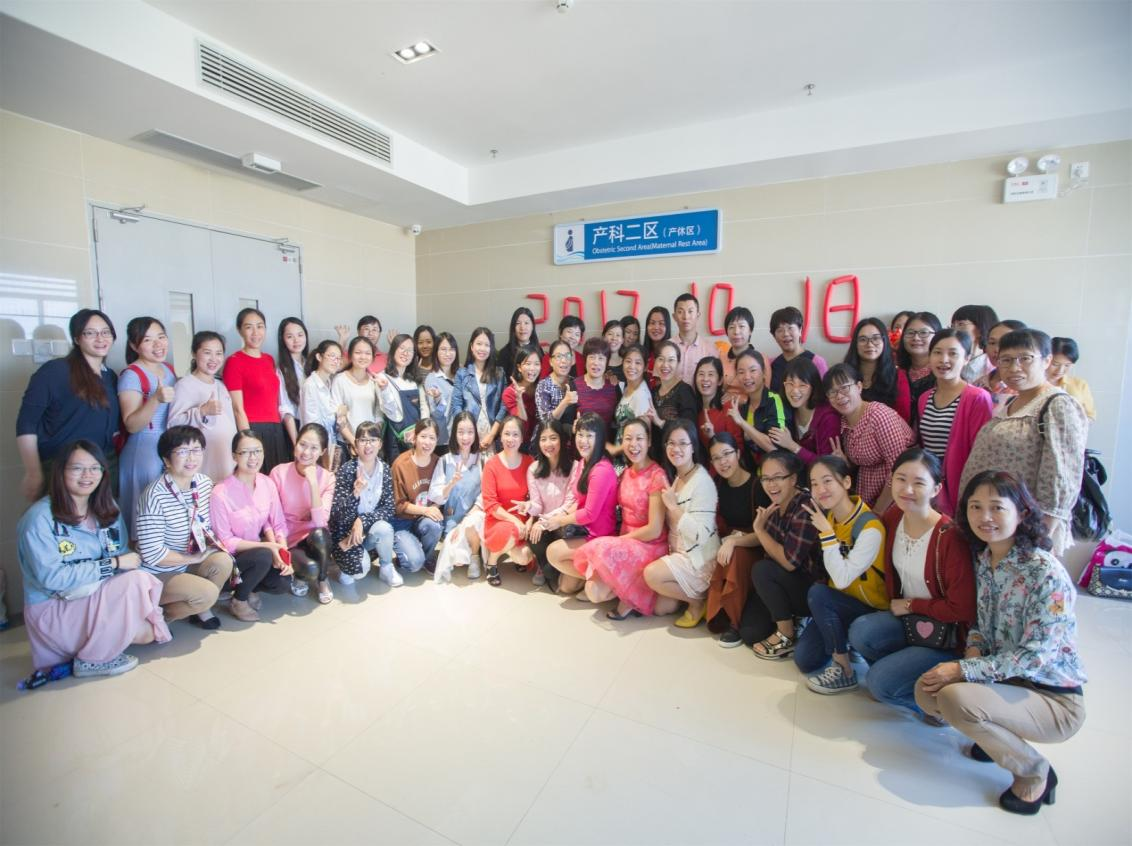 产科二区（产休区）
Obstetric Second Area(Maternal Rest Area)
2017 10 18